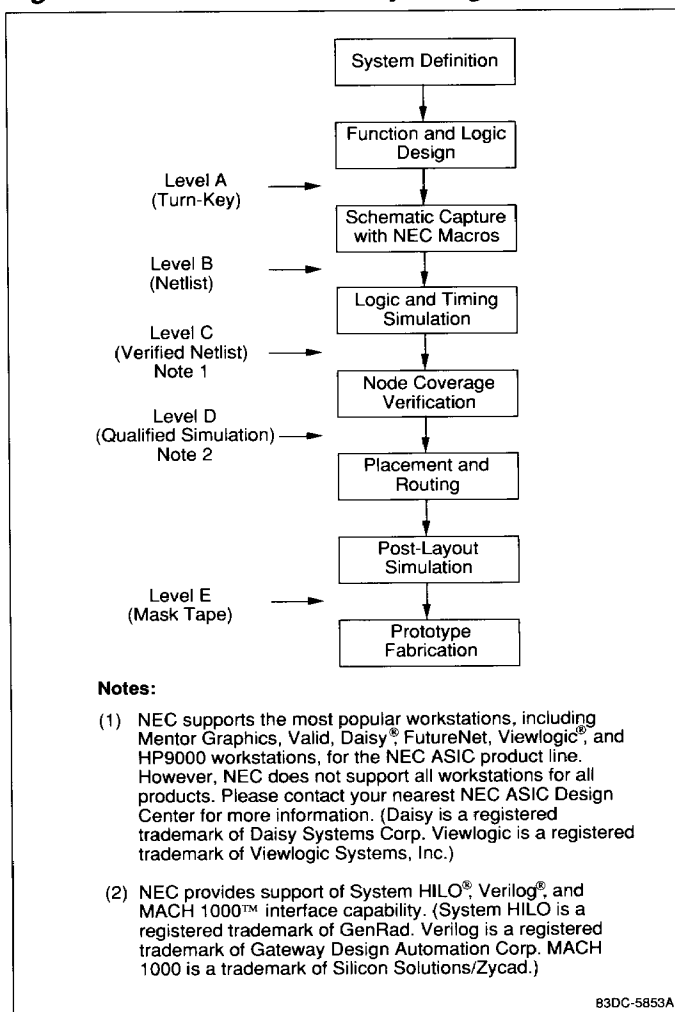 System Definition
Function and Logic
Design
Level A
(Turn-Key)
Schematic Capture
with NEC Macros
Level B
(Netlist)
Logic and Timing
Simulation
Level C
(Verified Netlist)
Note 1
Node Coverage
Verification
Level D
(Qualified Simulation)
Note 2
Placement and
Routing
Post-Layout
Simulation
Level E
(Mask Tape)
Prototype
Fabrication
Notes:
(1) NEC supports the most popular workstations, including
Mentor Graphics, Valid, Daisy®, FutureNet, Viewlogic®, and
HP9000 workstations, for the NEC ASIC product line.
However, NEC does not support all workstations for all
products. Please contact your nearest NEC ASIC Design
Center for more information. (Daisy is a registered
trademark of Daisy Systems Corp. Viewlogic is a registered
trademark of Viewlogic Systems, Inc.)
(2) NEC provides support of System HILO®, Verilog®, and
MACH 1000™ interface capability. (System HILO is a
registered trademark of GenRad. Verilog is a registered
trademark of Gateway Design Automation Corp. MACH
1000 is a trademark of Silicon Solutions/Zycad.)
83DC-5853A